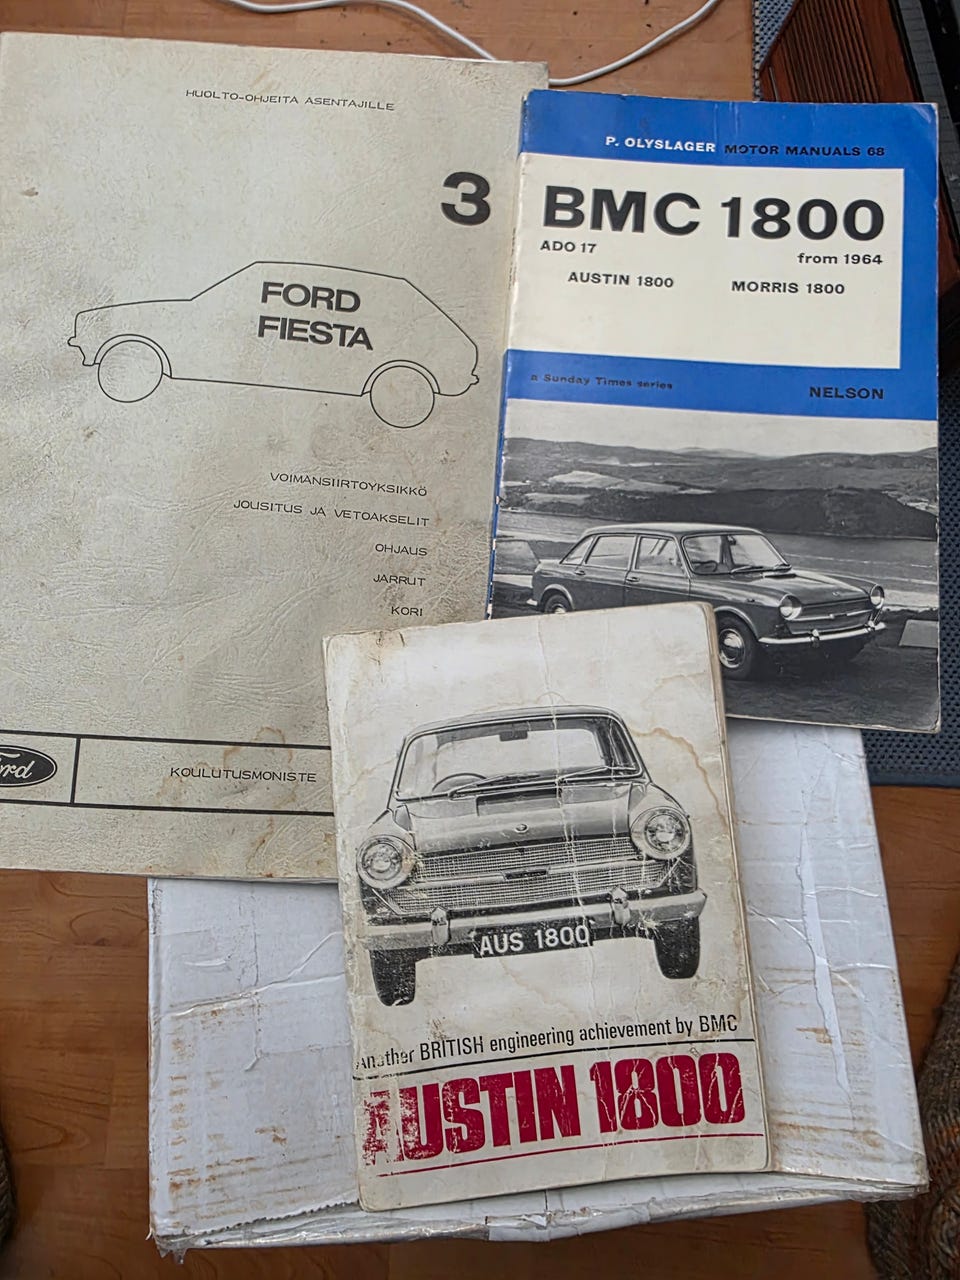 HUOLTO-OHJEITA ASENTAJILLE
3
FORD
FIESTA
VOIMANSIIRTOYKSIKKÖ
JOUSITUS JA VETOAKSELIT
OHJAUS
JARRUT
KORI
KOULUTUSMONISTE
P. OLYSLAGER MOTOR MANUALS 68
BMC 1800
ADO 17
from 1964
AUSTIN 1800
MORRIS 1800
a Sunday Times series
NELSON
AUS 1800
Another BRITISH engineering achievement by BMC
AUSTIN 1800